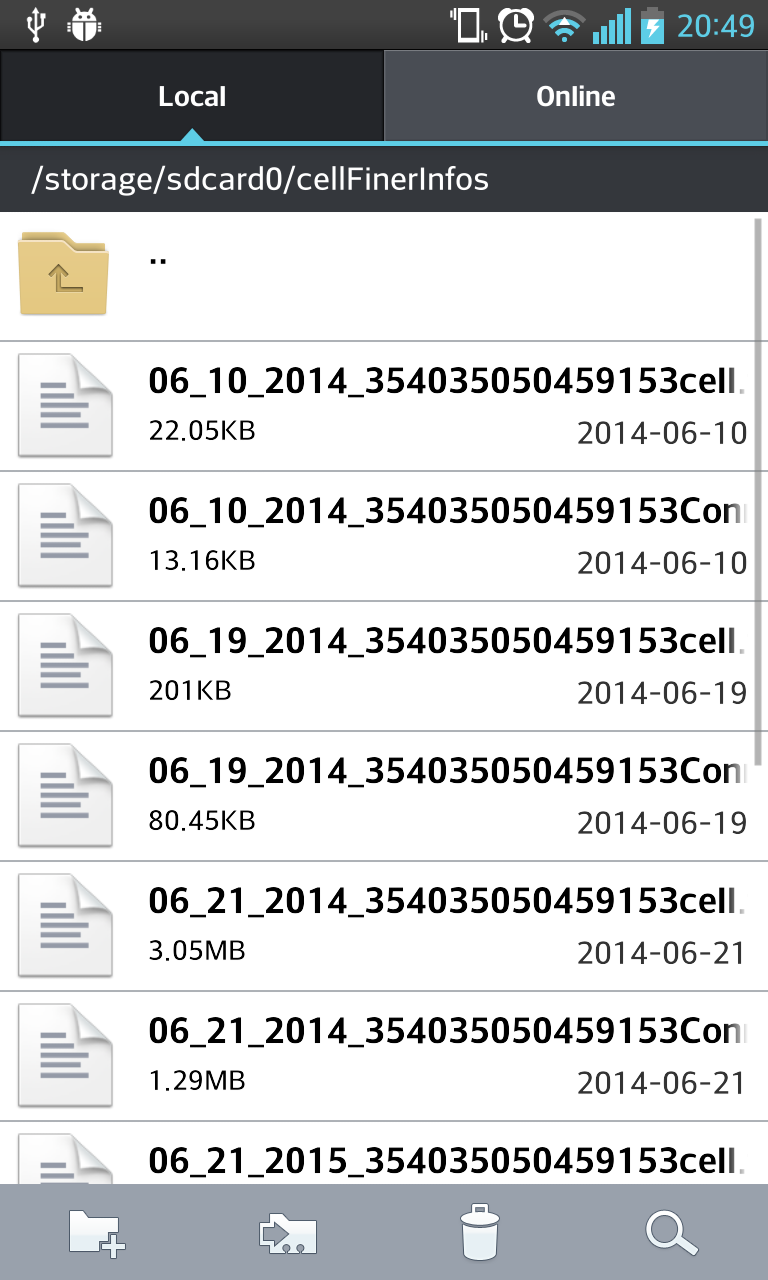 20:49
Local
Online
/storage/sdcard0/cellFinerInfos
..
06_10_2014_354035050459153cell.
22.05KB
2014-06-10
06_10_2014_354035050459153Con
13.16KB
2014-06-10
06_19_2014_354035050459153cell.
201KB
2014-06-19
06_19_2014_354035050459153Con
80.45KB
2014-06-19
06_21_2014_354035050459153cell.
3.05MB
2014-06-21
06_21_2014_354035050459153Con
1.29MB
2014-06-21
06_21_2015_354035050459153cell.